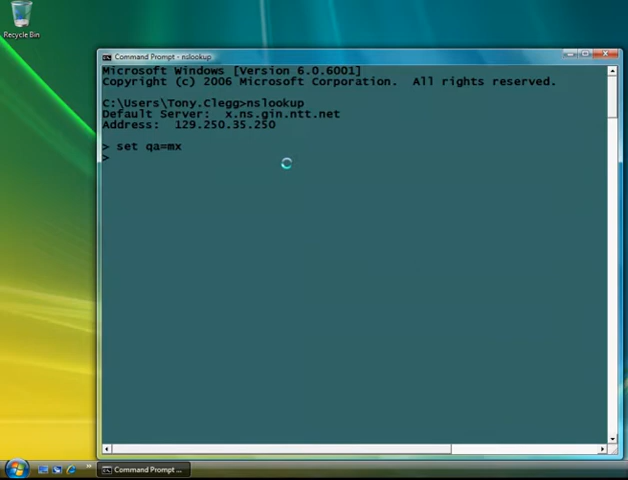 Recycle Bin
Command Prompt - nslookup
Microsoft Windows [Version 6.0.6001]
Copyright (c) 2006 Microsoft Corporation.  All rights reserved.
C:\Users\Tony.Clegg>nslookup
Default Server:  x.ns.gin.ntt.net
Address:  129.250.35.250
> set qa=mx
>
Command Prompt ...